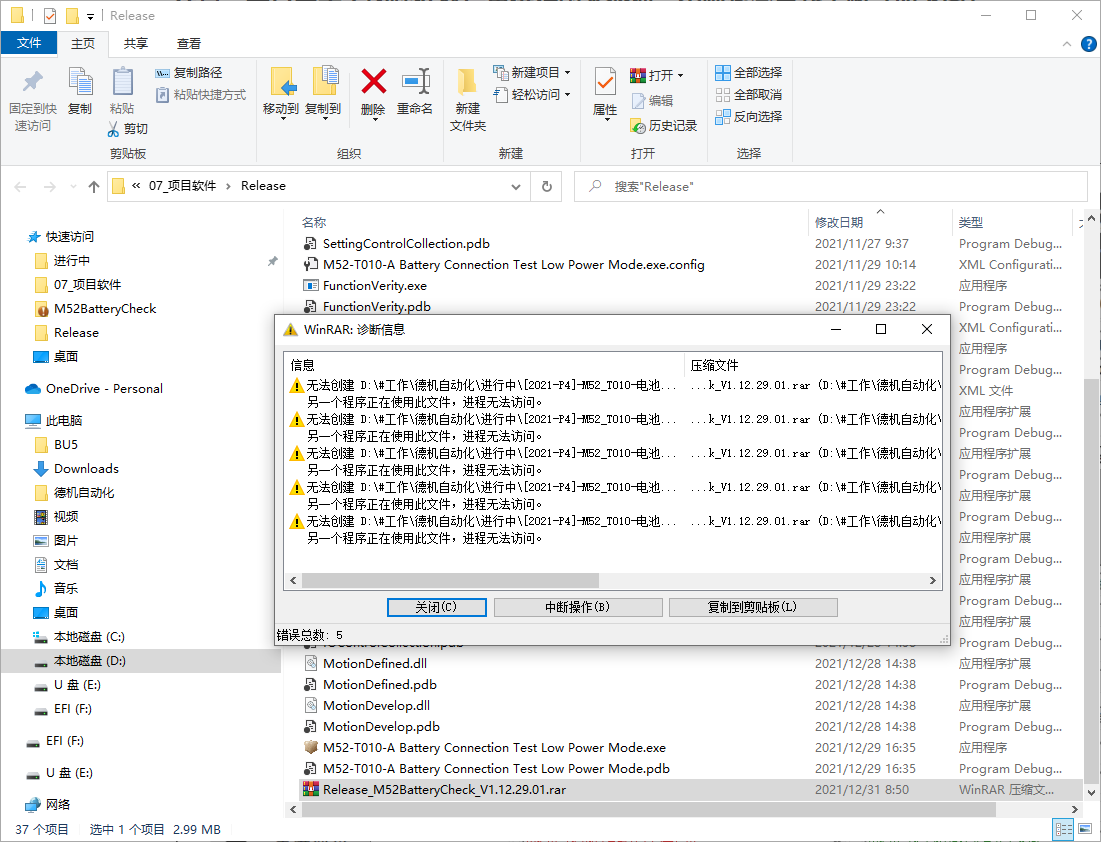 Release
文件
主页
共享
查看
固定到快
速访问
复制
粘贴
复制路径
粘贴快捷方式
剪切
剪贴板
移动到
复制到
删除
重命名
组织
新建
文件夹
新建项目
轻松访问
新建
属性
打开
编辑
历史记录
打开
全部选择
全部取消
反向选择
选择
« 07_项目软件 › Release
搜索"Release"
快速访问
进行中
07_项目软件
M52BatteryCheck
Release
桌面
OneDrive - Personal
此电脑
BU5
Downloads
德机自动化
视频
图片
文档
音乐
桌面
本地磁盘 (C:)
本地磁盘 (D:)
U 盘 (E:)
EFI (F:)
EFI (F:)
U 盘 (E:)
网络
名称 修改日期 类型
SettingControlCollection.pdb 2021/11/27 9:37 Program Debug...
M52-T010-A Battery Connection Test Low Power Mode.exe.config 2021/11/29 10:14 XML Configurati...
FunctionVerity.exe 2021/11/29 23:22 应用程序
FunctionVerity.pdb 2021/11/29 23:22 Program Debug...
XML Configurati...
应用程序
Program Debug...
XML 文件
应用程序扩展
Program Debug...
应用程序扩展
Program Debug...
应用程序扩展
Program Debug...
应用程序扩展
Program Debug...
应用程序扩展
Program Debug...
应用程序扩展
Program Debug...
WinRAR: 诊断信息
信息 压缩文件
无法创建 D:\#工作\德机自动化\进行中\[2021-P4]-M52_T010-电池... ...k_V1.12.29.01.rar (D:\#工作\德机自动化\
另一个程序正在使用此文件，进程无法访问。
无法创建 D:\#工作\德机自动化\进行中\[2021-P4]-M52_T010-电池... ...k_V1.12.29.01.rar (D:\#工作\德机自动化\
另一个程序正在使用此文件，进程无法访问。
无法创建 D:\#工作\德机自动化\进行中\[2021-P4]-M52_T010-电池... ...k_V1.12.29.01.rar (D:\#工作\德机自动化\
另一个程序正在使用此文件，进程无法访问。
无法创建 D:\#工作\德机自动化\进行中\[2021-P4]-M52_T010-电池... ...k_V1.12.29.01.rar (D:\#工作\德机自动化\
另一个程序正在使用此文件，进程无法访问。
无法创建 D:\#工作\德机自动化\进行中\[2021-P4]-M52_T010-电池... ...k_V1.12.29.01.rar (D:\#工作\德机自动化\
另一个程序正在使用此文件，进程无法访问。
关闭(C) 中断操作(B) 复制到剪贴板(L)
错误总数: 5
MotionDefined.dll 2021/12/28 14:38 应用程序扩展
MotionDefined.pdb 2021/12/28 14:38 Program Debug...
MotionDevelop.dll 2021/12/28 14:38 应用程序扩展
MotionDevelop.pdb 2021/12/28 14:38 Program Debug...
M52-T010-A Battery Connection Test Low Power Mode.exe 2021/12/29 16:35 应用程序
M52-T010-A Battery Connection Test Low Power Mode.pdb 2021/12/29 16:35 Program Debug...
Release_M52BatteryCheck_V1.12.29.01.rar 2021/12/31 8:50 WinRAR 压缩文...
37 个项目 选中 1 个项目 2.99 MB